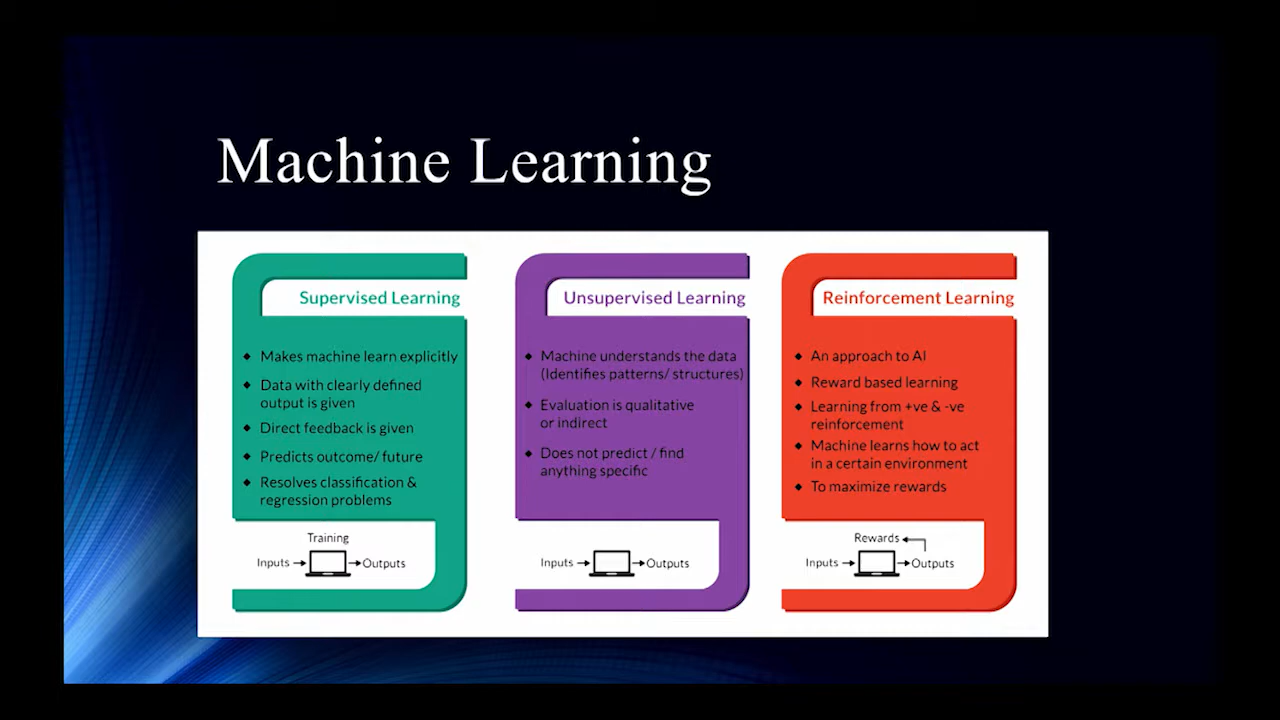 Machine Learning
Supervised Learning
Makes machine learn explicitly
Data with clearly defined
output is given
Direct feedback is given
Predicts outcome/ future
Resolves classification &
regression problems
Training
Inputs
Outputs
Unsupervised Learning
Machine understands the data
(Identifies patterns/ structures)
Evaluation is qualitative
or indirect
Does not predict / find
anything specific
Inputs
Outputs
Reinforcement Learning
An approach to AI
Reward based learning
Learning from +ve & -ve
reinforcement
Machine learns how to act
in a certain environment
To maximize rewards
Rewards
Inputs
Outputs